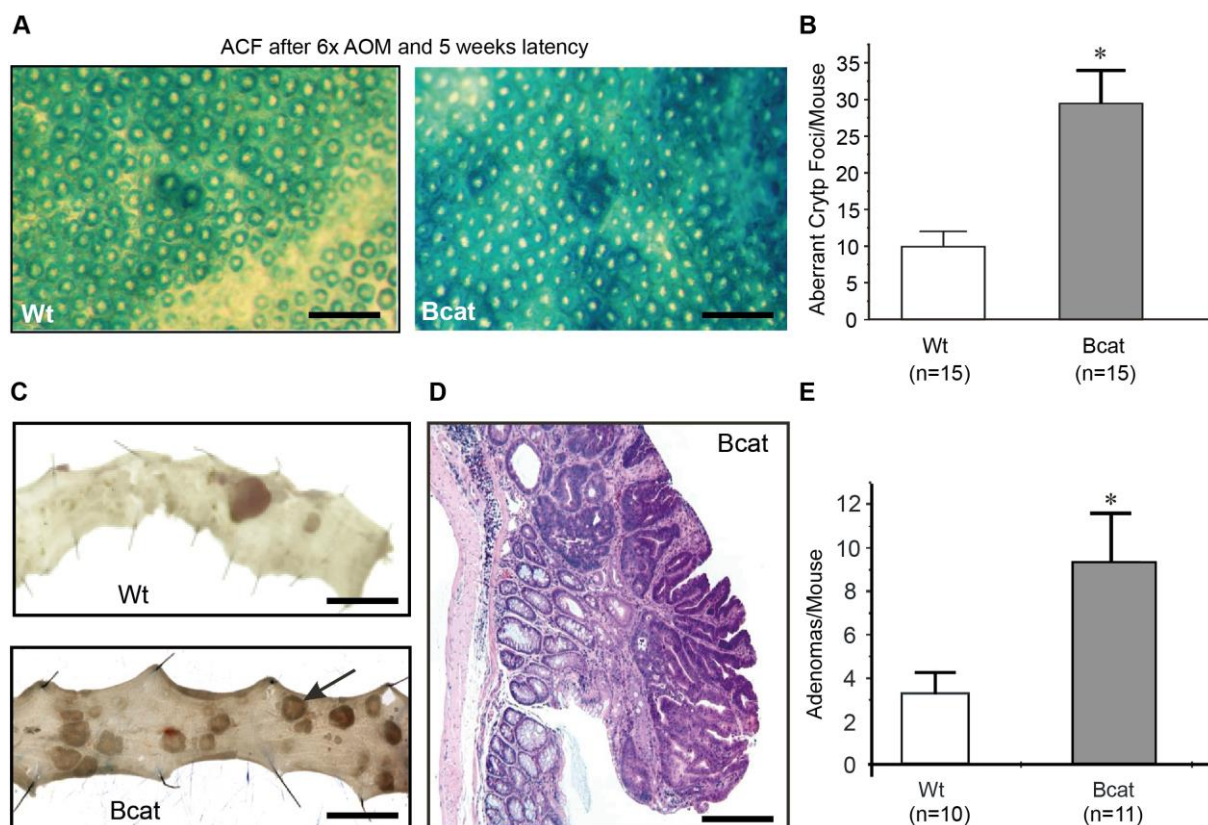 A
ACF after 6x AOM and 5 weeks latency
Wt
Bcat
B
Aberrant Crytp Foci/Mouse
35
30
25
20
15
10
5
0
*
Wt
(n=15)
Bcat
(n=15)
C
Wt
Bcat
D
Bcat
E
Adenomas/Mouse
12
10
8
6
4
2
0
*
Wt
(n=10)
Bcat
(n=11)